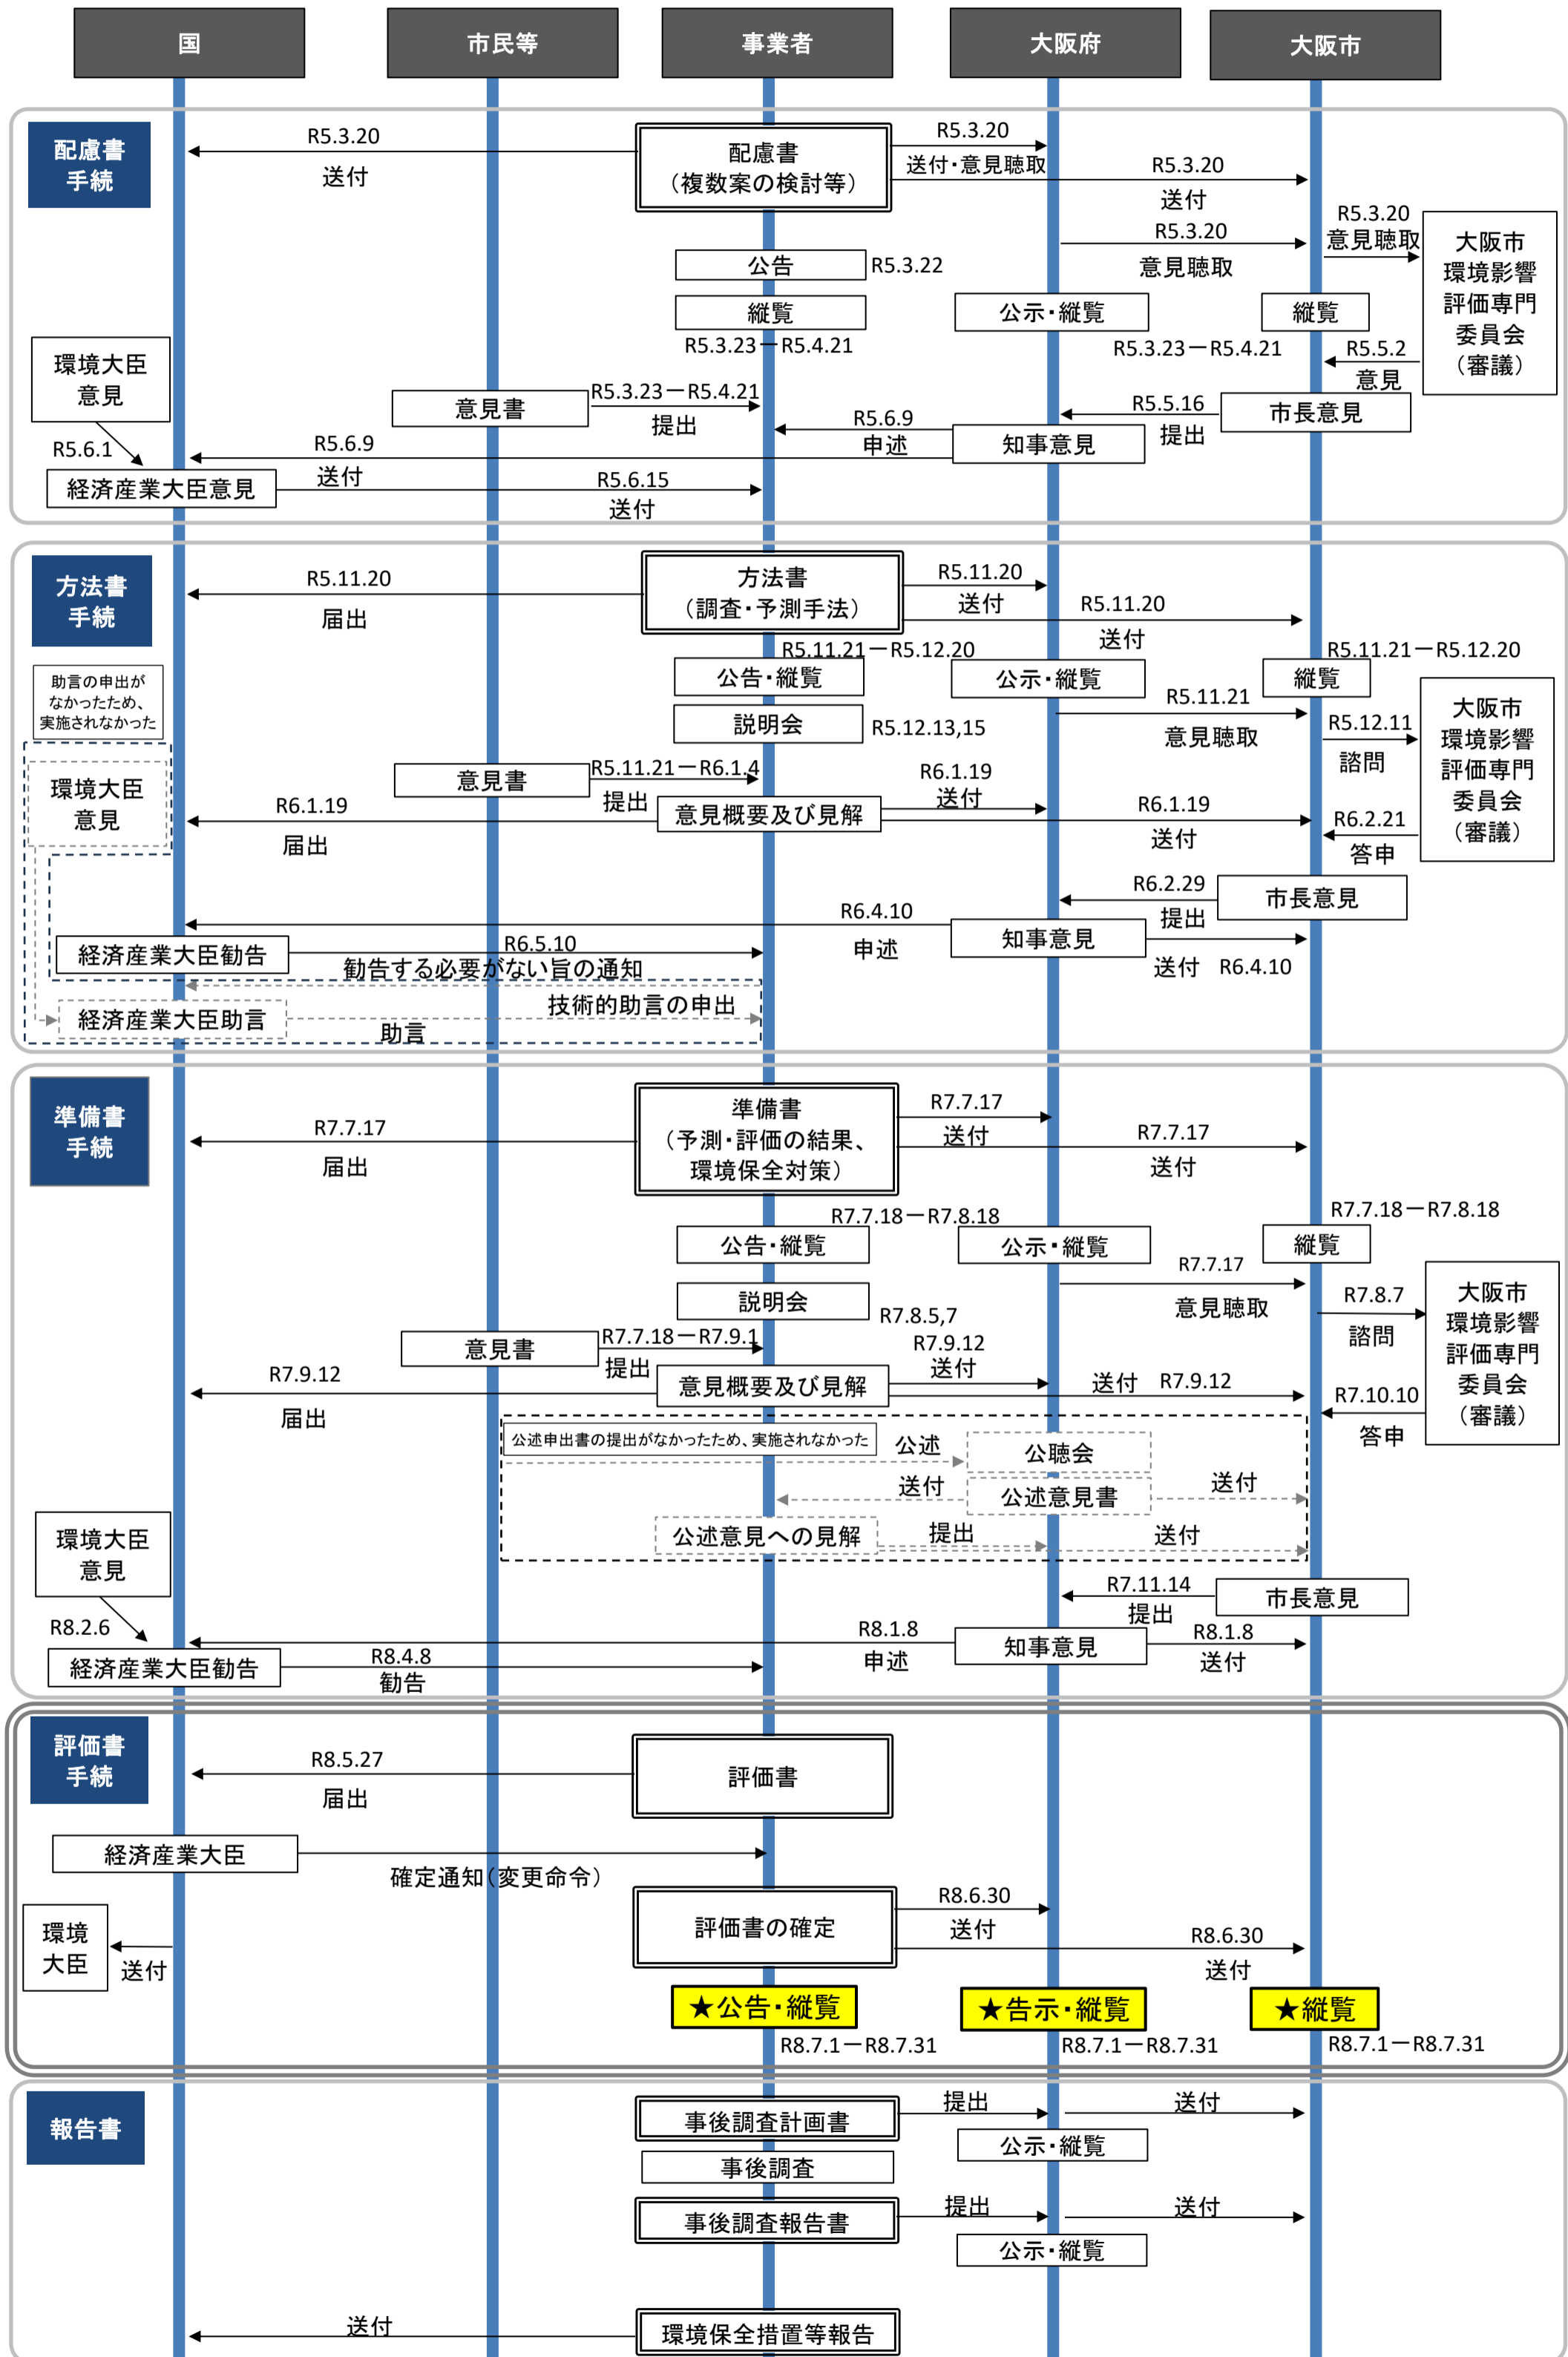 国
市民等
事業者
大阪府
大阪市
配慮書
手続
R5.3.20
送付
配慮書
（複数案の検討等）
R5.3.20
送付・意見聴取
R5.3.20
送付
R5.3.20
意見聴取
R5.3.20
意見聴取
大阪市
環境影響
評価専門
委員会
（審議）
公告
R5.3.22
縦覧
R5.3.23－R5.4.21
公示・縦覧
R5.3.23－R5.4.21
縦覧
R5.5.2
意見
環境大臣
意見
意見書
R5.3.23－R5.4.21
提出
R5.5.16
提出
市長意見
R5.6.9
申述
知事意見
R5.6.1
R5.6.9
送付
経済産業大臣意見
R5.6.15
送付
方法書
手続
R5.11.20
届出
方法書
（調査・予測手法）
R5.11.20
送付
R5.11.20
送付
R5.11.21－R5.12.20
公告・縦覧
公示・縦覧
R5.11.21－R5.12.20
縦覧
助言の申出が
なかったため、
実施されなかった
説明会
R5.12.13,15
R5.11.21
意見聴取
R5.12.11
諮問
大阪市
環境影響
評価専門
委員会
（審議）
環境大臣
意見
意見書
R5.11.21－R6.1.4
提出
R6.1.19
届出
意見概要及び見解
R6.1.19
送付
R6.1.19
送付
R6.2.21
答申
R6.2.29
提出
市長意見
R6.4.10
申述
知事意見
送付 R6.4.10
経済産業大臣勧告
R6.5.10
勧告する必要がない旨の通知
技術的助言の申出
経済産業大臣助言
助言
準備書
手続
R7.7.17
届出
準備書
（予測・評価の結果、
環境保全対策）
R7.7.17
送付
R7.7.17
送付
R7.7.18－R7.8.18
公告・縦覧
公示・縦覧
R7.7.18－R7.8.18
縦覧
説明会
R7.8.5,7
R7.7.17
意見聴取
R7.8.7
諮問
大阪市
環境影響
評価専門
委員会
（審議）
意見書
R7.7.18－R7.9.1
提出
R7.9.12
届出
意見概要及び見解
R7.9.12
送付
送付 R7.9.12
R7.10.10
答申
公述申出書の提出がなかったため、実施されなかった
公述
公聴会
送付
公述意見書
送付
公述意見への見解
提出
送付
環境大臣
意見
R7.11.14
提出
市長意見
R8.2.6
R8.1.8
申述
知事意見
R8.1.8
送付
経済産業大臣勧告
R8.4.8
勧告
評価書
手続
R8.5.27
届出
評価書
経済産業大臣
確定通知（変更命令）
環境
大臣
送付
評価書の確定
R8.6.30
送付
R8.6.30
送付
★公告・縦覧
R8.7.1－R8.7.31
★告示・縦覧
R8.7.1－R8.7.31
★縦覧
R8.7.1－R8.7.31
報告書
事後調査計画書
提出
送付
公示・縦覧
事後調査
事後調査報告書
提出
送付
公示・縦覧
送付
環境保全措置等報告